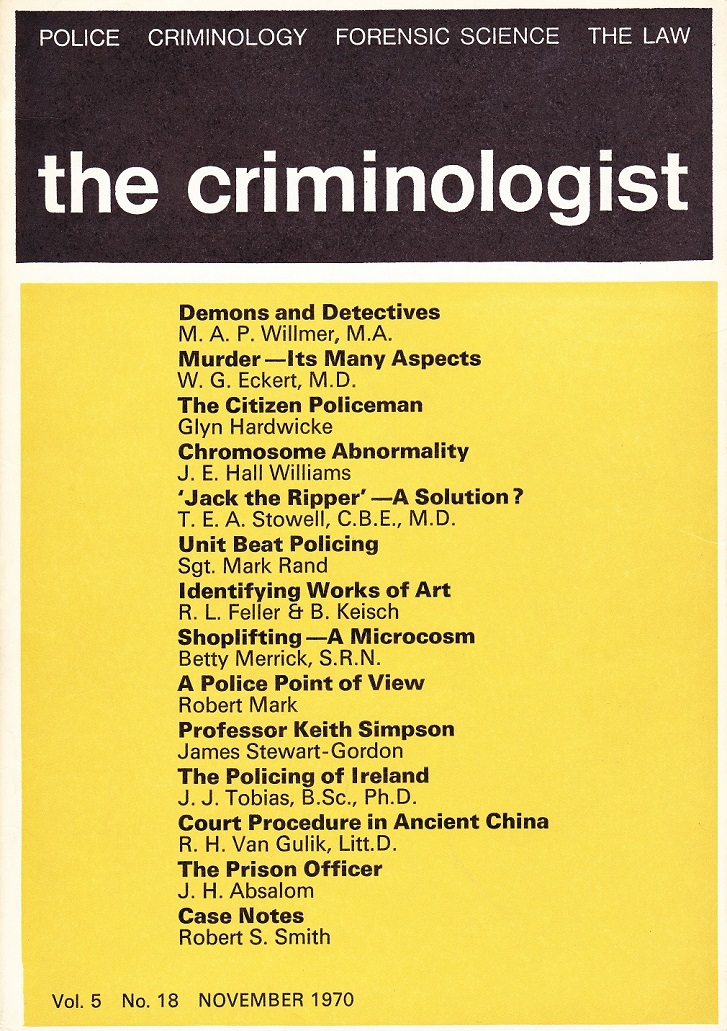 POLICE CRIMINOLOGY FORENSIC SCIENCE THE LAW
the criminologist
Demons and Detectives
M. A. P. Willmer, M.A.
Murder—Its Many Aspects
W. G. Eckert, M.D.
The Citizen Policeman
Glyn Hardwicke
Chromosome Abnormality
J. E. Hall Williams
‘Jack the Ripper’—A Solution?
T. E. A. Stowell, C.B.E., M.D.
Unit Beat Policing
Sgt. Mark Rand
Identifying Works of Art
R. L. Feller & B. Keisch
Shoplifting—A Microcosm
Betty Merrick, S.R.N.
A Police Point of View
Robert Mark
Professor Keith Simpson
James Stewart-Gordon
The Policing of Ireland
J. J. Tobias, B.Sc., Ph.D.
Court Procedure in Ancient China
R. H. Van Gulik, Litt.D.
The Prison Officer
J. H. Absalom
Case Notes
Robert S. Smith
Vol. 5 No. 18 NOVEMBER 1970